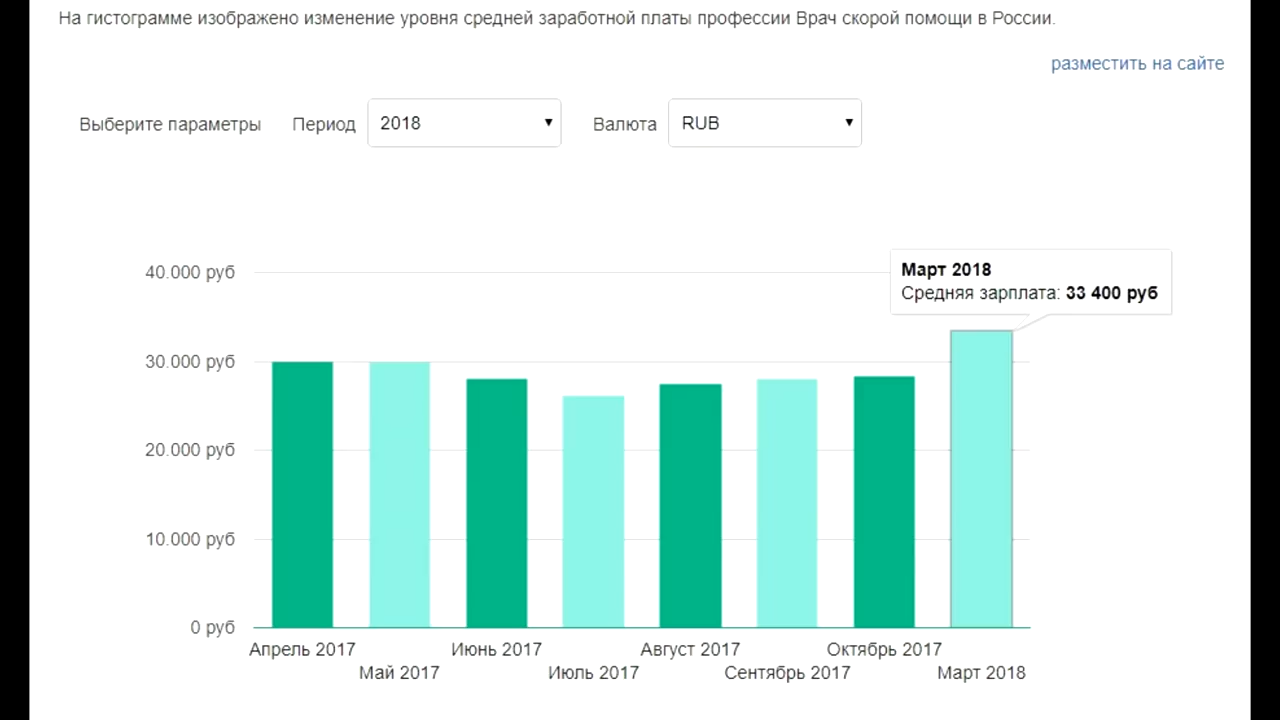 На гистограмме изображено изменение уровня средней заработной платы профессии Врач скорой помощи в России.
разместить на сайте
Выберите параметры Период 2018 Валюта RUB
40.000 руб
30.000 руб
20.000 руб
10.000 руб
0 руб
Март 2018
Средняя зарплата: 33 400 руб
Апрель 2017 Июнь 2017 Август 2017 Октябрь 2017
Май 2017 Июль 2017 Сентябрь 2017 Март 2018